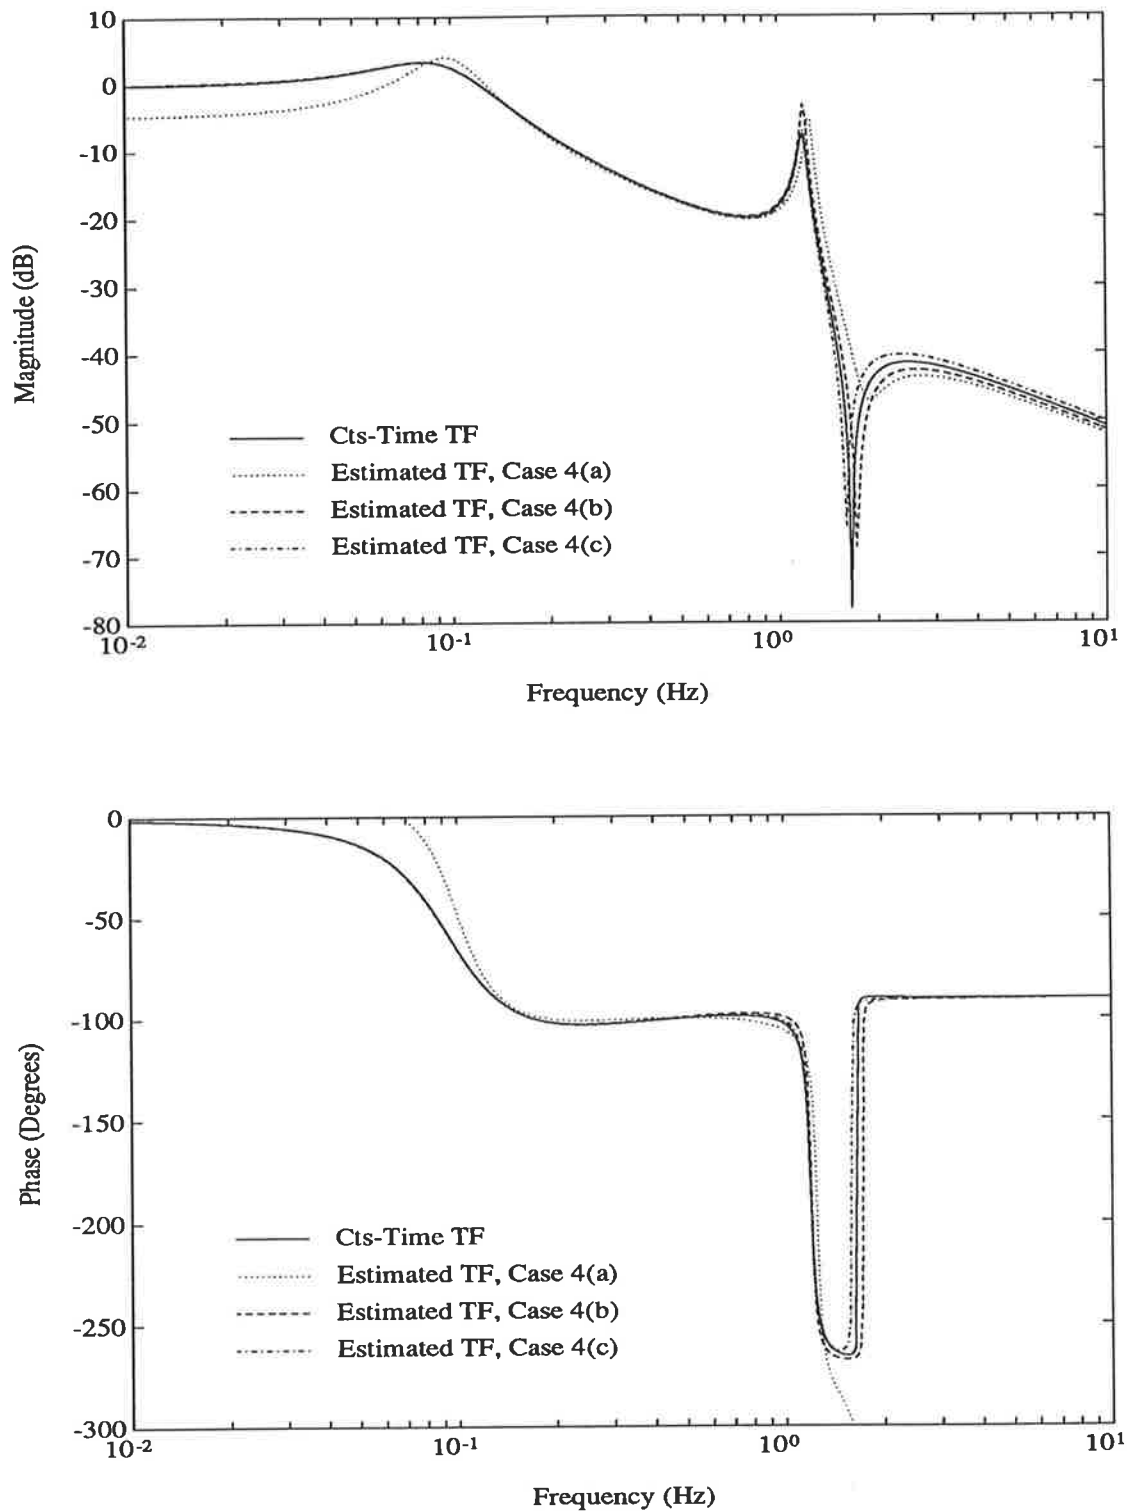 10
0
-10
-20
-30
-40
-50
-60
-70
-80
Magnitude (dB)
Cts-Time TF
Estimated TF, Case 4(a)
Estimated TF, Case 4(b)
Estimated TF, Case 4(c)
10-2
10-1
100
101
Frequency (Hz)
0
-50
-100
-150
-200
-250
-300
Phase (Degrees)
Cts-Time TF
Estimated TF, Case 4(a)
Estimated TF, Case 4(b)
Estimated TF, Case 4(c)
10-2
10-1
100
101
Frequency (Hz)